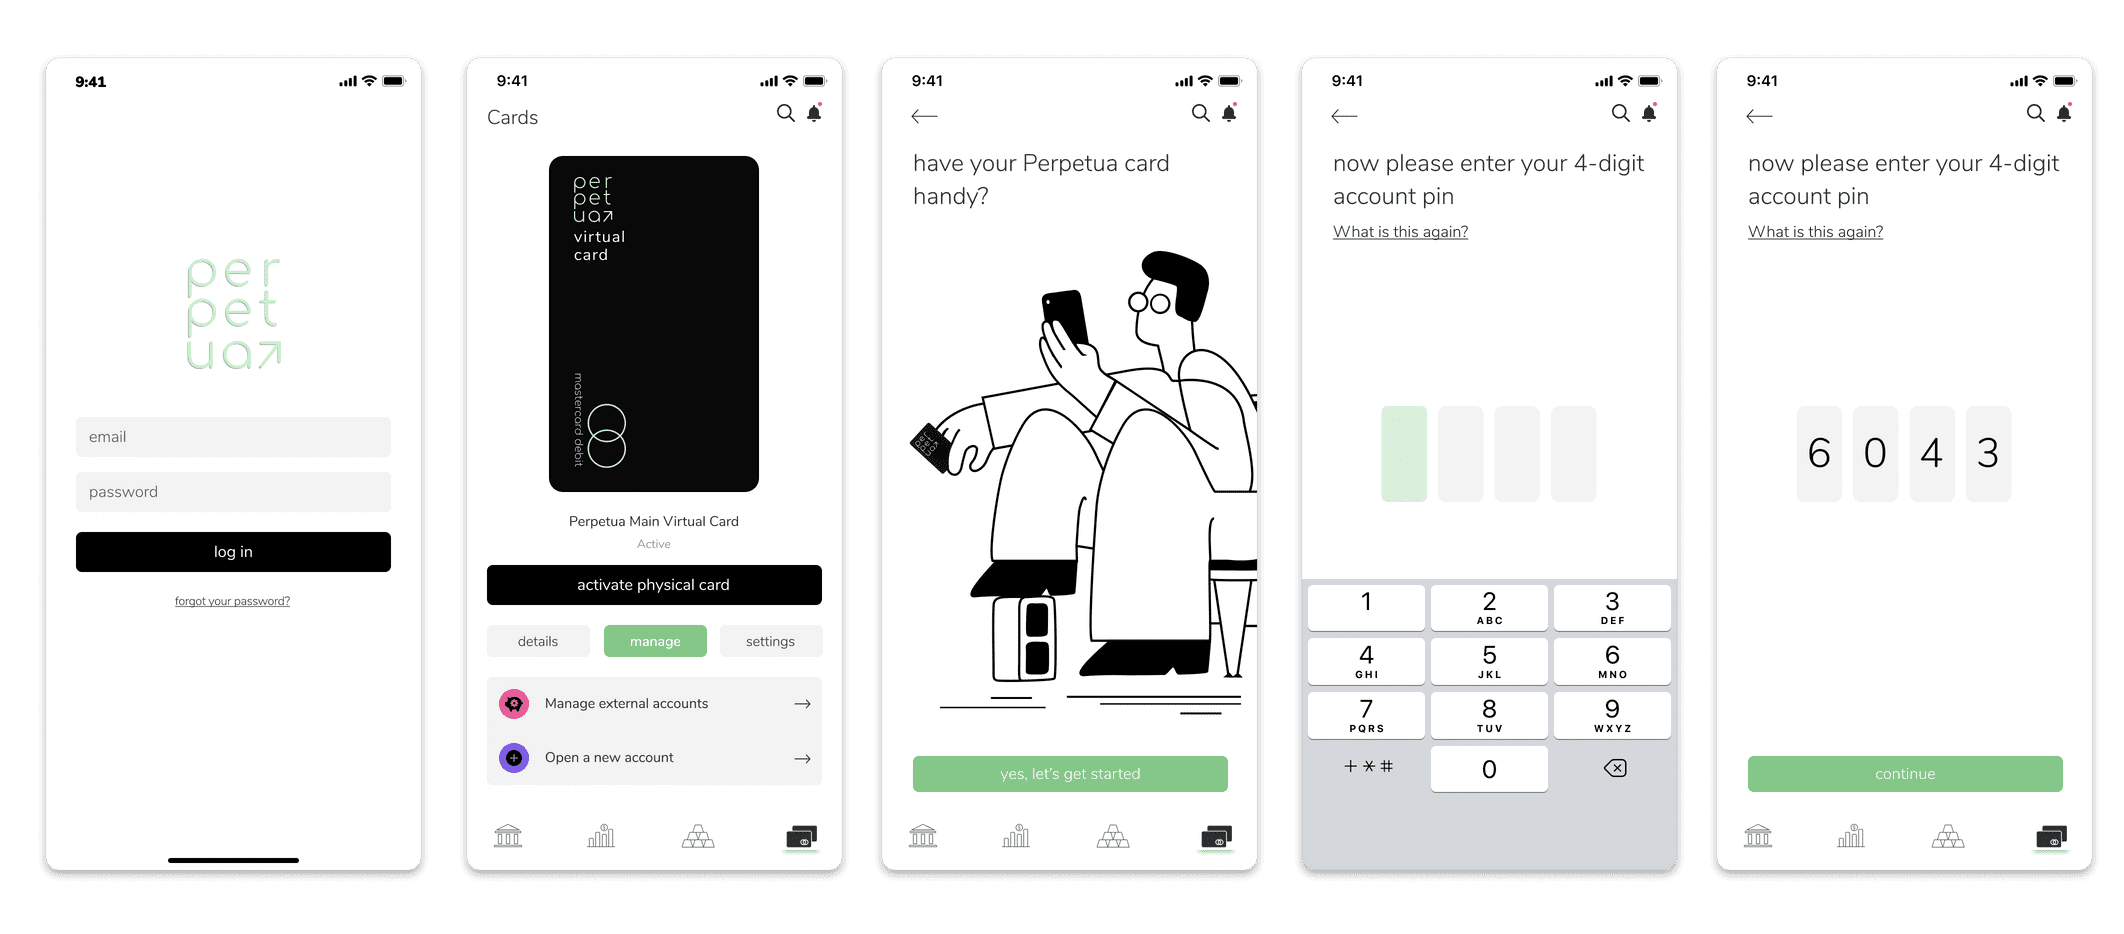 9:41
per
pet
ua
email
password
log in
forgot your password?
9:41
Cards
per
pet
ua
virtual
card
mastercard debit
Perpetua Main Virtual Card
Active
activate physical card
details
manage
settings
Manage external accounts
Open a new account
9:41
have your Perpetua card
handy?
per
pet
ua
yes, let's get started
9:41
now please enter your 4-digit
account pin
What is this again?
1
2
ABC
3
DEF
4
GHI
5
JKL
6
MNO
7
PQRS
8
TUV
9
WXYZ
+*#
0
9:41
now please enter your 4-digit
account pin
What is this again?
6 0 4 3
continue